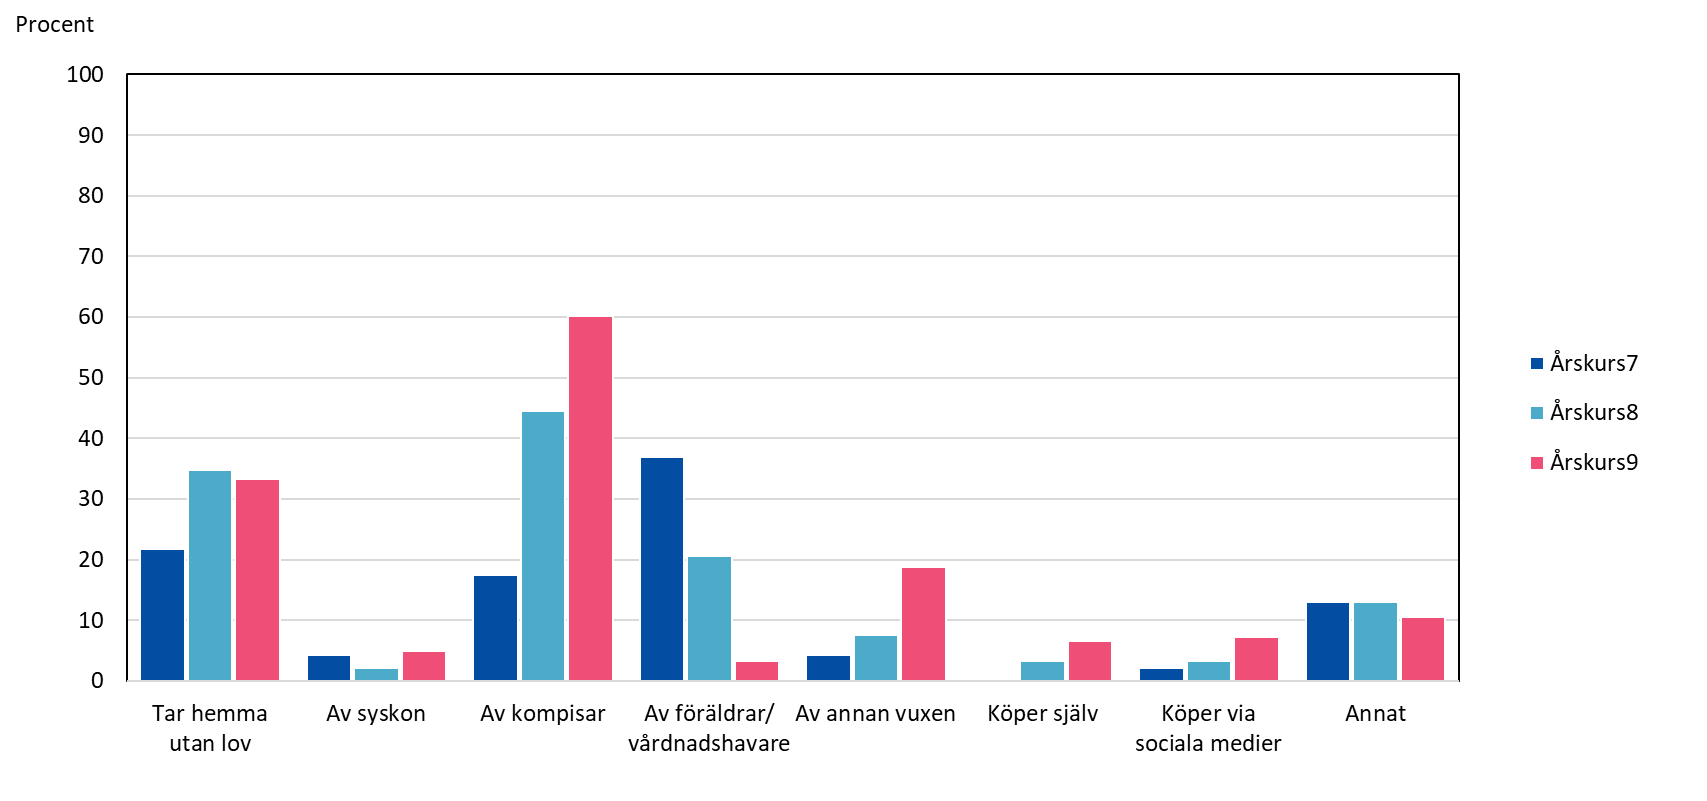 Procent
100
90
80
70
60
50
40
30
20
10
0
Tar hemma
utan lov
Av syskon
Av kompisar
Av föräldrar/
vårdnadshavare
Av annan vuxen
Köper själv
Köper via
sociala medier
Annat
Årskurs7
Årskurs8
Årskurs9